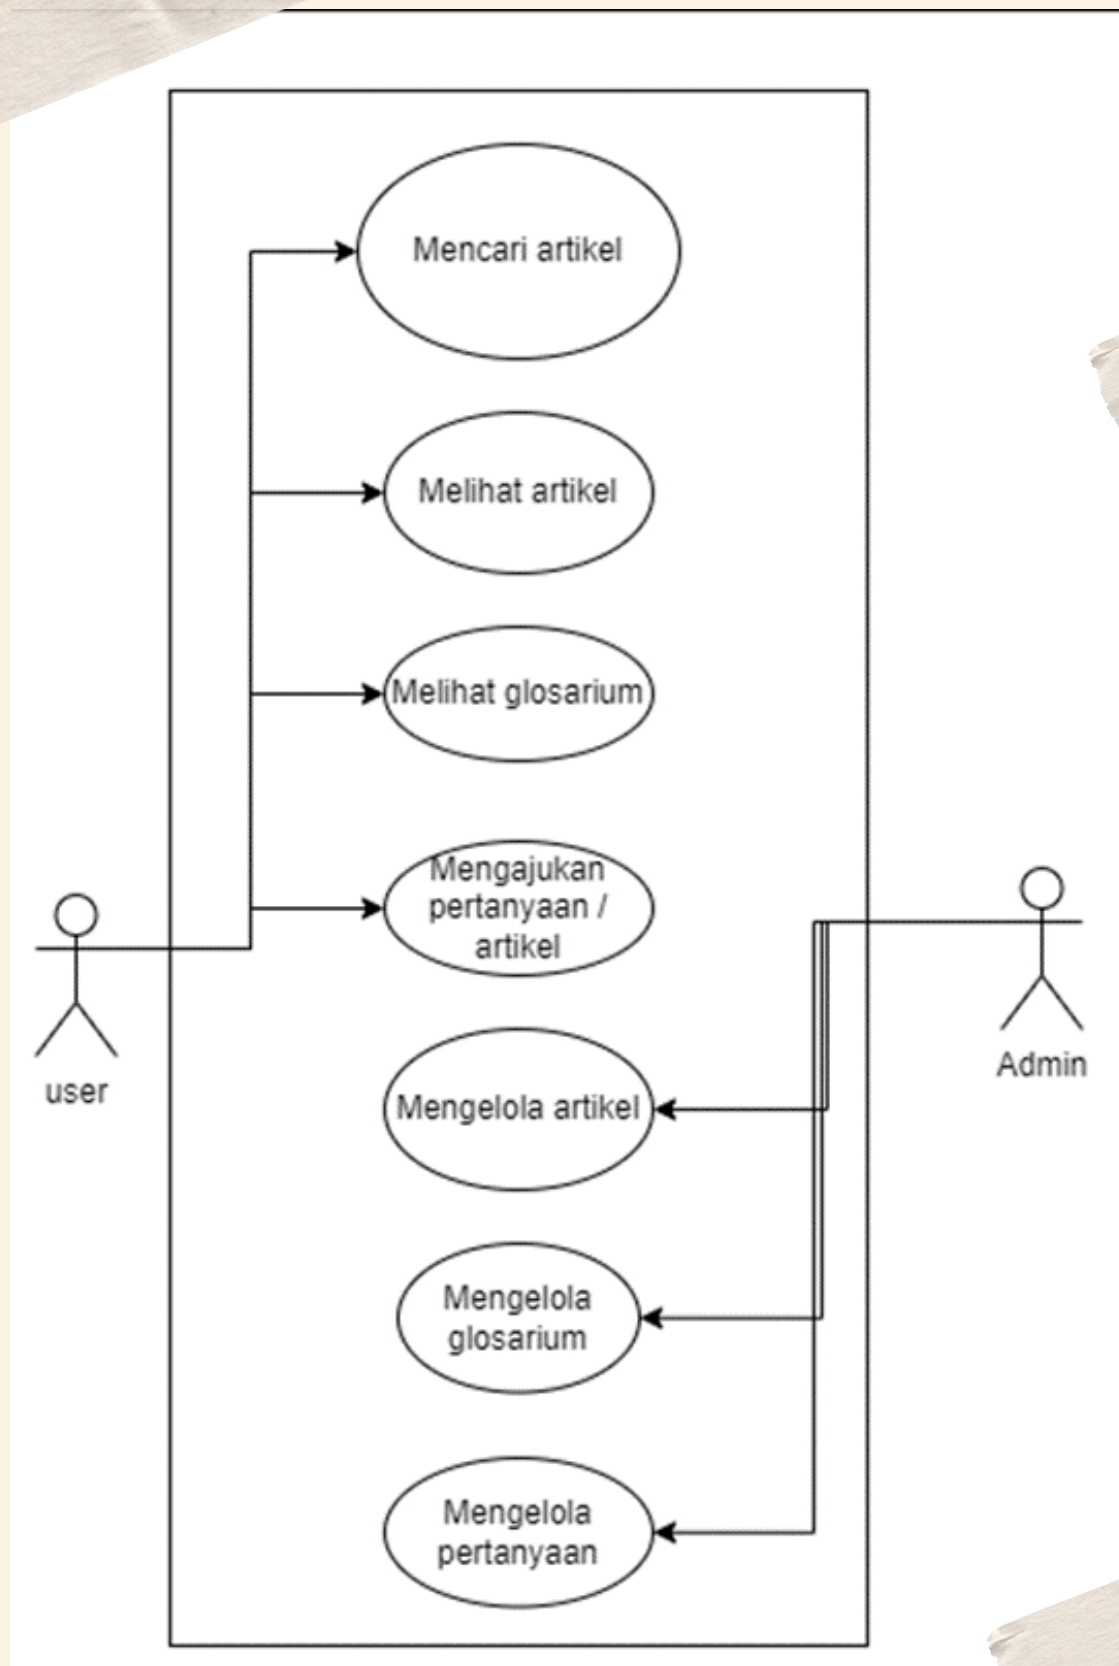 Mencari artikel
Melihat artikel
Melihat glosarium
Mengajukan
pertanyaan /
artikel
user
Admin
Mengelola artikel
Mengelola
glosarium
Mengelola
pertanyaan